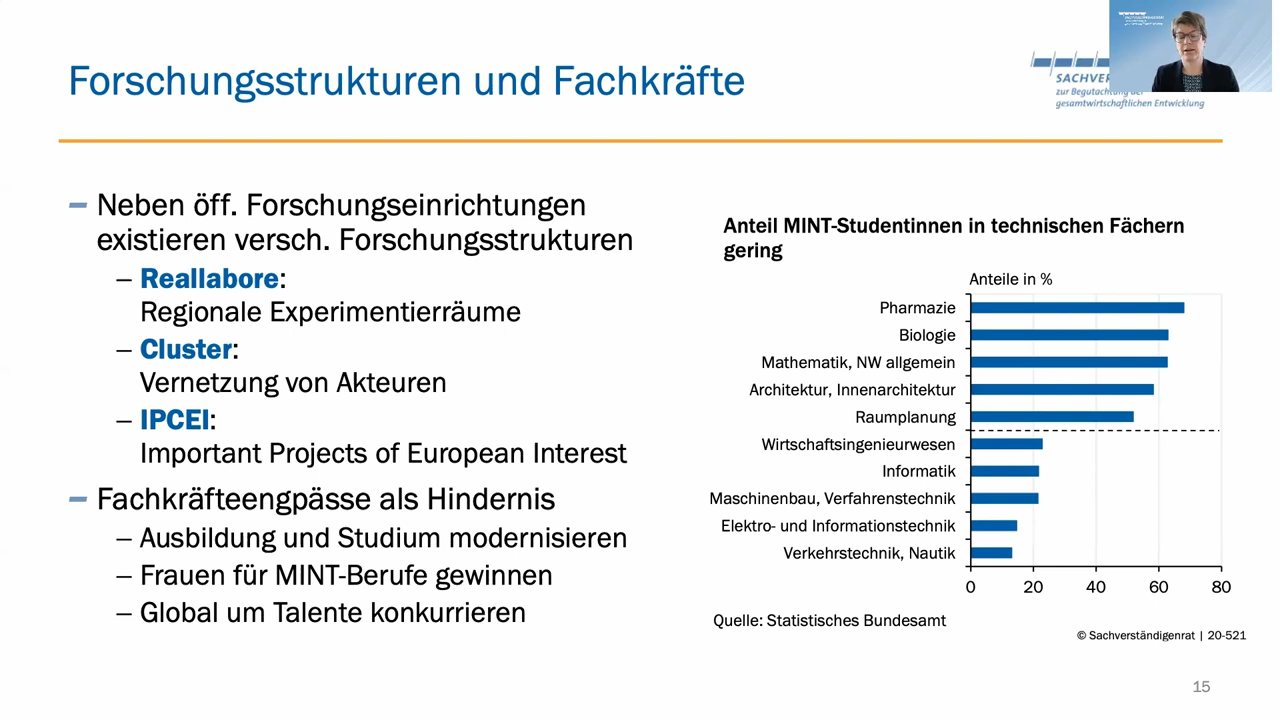 Forschungsstrukturen und Fachkräfte
zur Begutachtung der
gesamtwirtschaftlichen Entwicklung
Neben öff. Forschungseinrichtungen
existieren versch. Forschungsstrukturen
– Reallabore:
Regionale Experimentierräume
– Cluster:
Vernetzung von Akteuren
– IPCEI:
Important Projects of European Interest
Fachkräfteengpässe als Hindernis
– Ausbildung und Studium modernisieren
– Frauen für MINT-Berufe gewinnen
– Global um Talente konkurrieren
Anteil MINT-Studentinnen in technischen Fächern
gering
Anteile in %
Pharmazie
Biologie
Mathematik, NW allgemein
Architektur, Innenarchitektur
Raumplanung
Wirtschaftsingenieurwesen
Informatik
Maschinenbau, Verfahrenstechnik
Elektro- und Informationstechnik
Verkehrstechnik, Nautik
0 20 40 60 80
Quelle: Statistisches Bundesamt
© Sachverständigenrat | 20-521
15